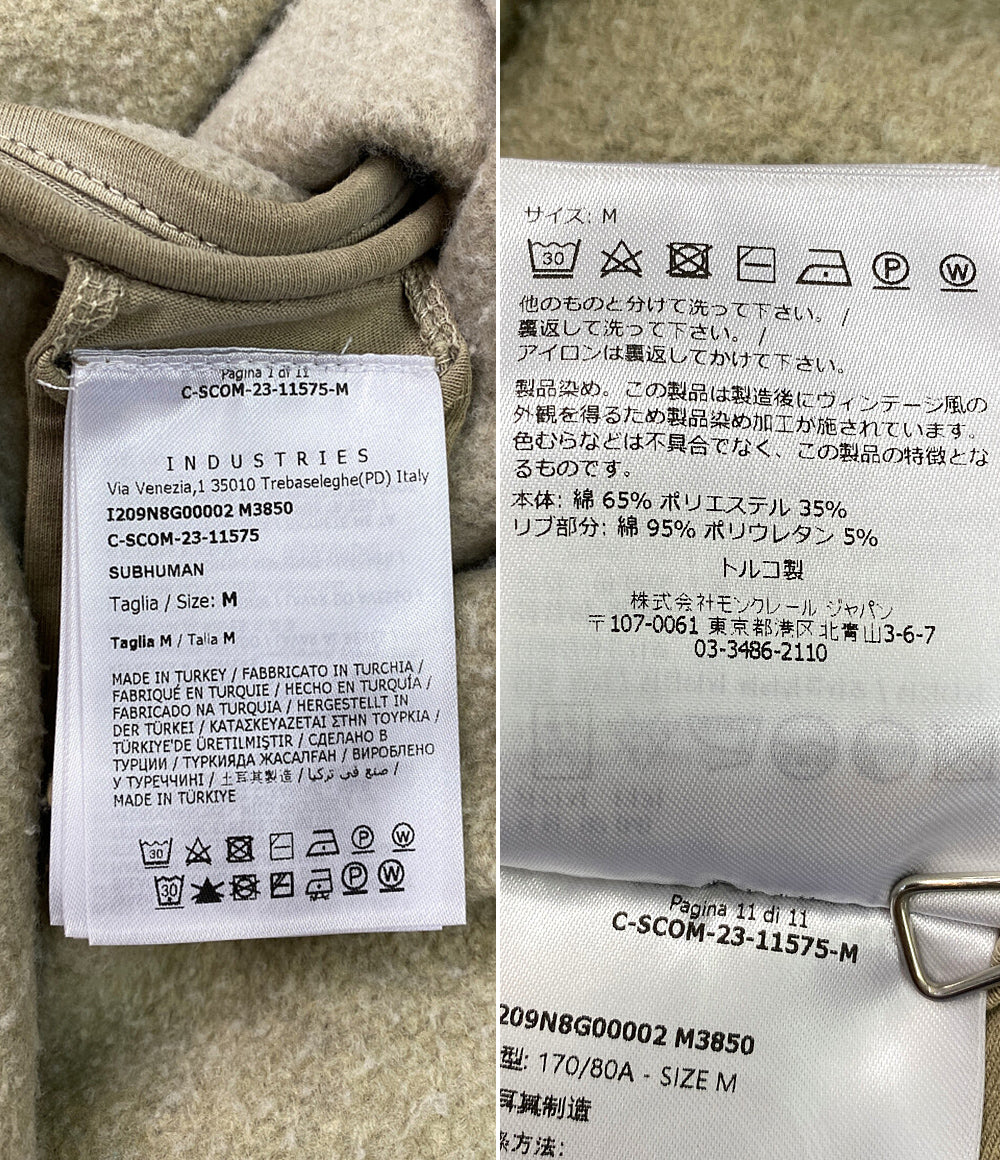 Pagina 1 di 11
C-SCOM-23-11575-M
INDUSTRIES
Via Venezia,1 35010 Trebaseleghe(PD) Italy
I209N8G00002 M3850
C-SCOM-23-11575
SUBHUMAN
Taglia / Size: M
Taglia M / Talia M
MADE IN TURKEY / FABBRICATO IN TURCHIA /
FABRIQUÉ EN TURQUIE / HECHO EN TURQUÍA /
FABRICADO NA TURQUIA / HERGESTELLT IN
DER TÜRKEI / ΚΑΤΑΣΚΕΥΑΖΕΤΑΙ ΣΤΗΝ ΤΟΥΡΚΙΑ /
TÜRKIYE'DE ÜRETILMIŞTIR / СДЕЛАНО В
ТУРЦИИ / ТҮРКИЯДА ЖАСАЛҒАН / ВИРОБЛЕНО
У ТУРЕЧЧИНІ / 土耳其製造 / صنع في تركيا /
MADE IN TÜRKIYE
30 P W
30 P W
サイズ: M
30 P W
他のものと分けて洗って下さい。 /
裏返して洗って下さい。 /
アイロンは裏返してかけて下さい。
製品染め。この製品は製造後にヴィンテージ風の
外観を得るため製品染め加工が施されています。
色むらなどは不具合でなく、この製品の特徴とな
るものです。
本体: 綿 65% ポリエステル 35%
リブ部分: 綿 95% ポリウレタン 5%
トルコ製
株式会社モンクレール ジャパン
〒107-0061 東京都港区北青山3-6-7
03-3486-2110
Pagina 11 di 11
C-SCOM-23-11575-M
209N8G00002 M3850
型: 170/80A - SIZE M
耳其制造
方法: